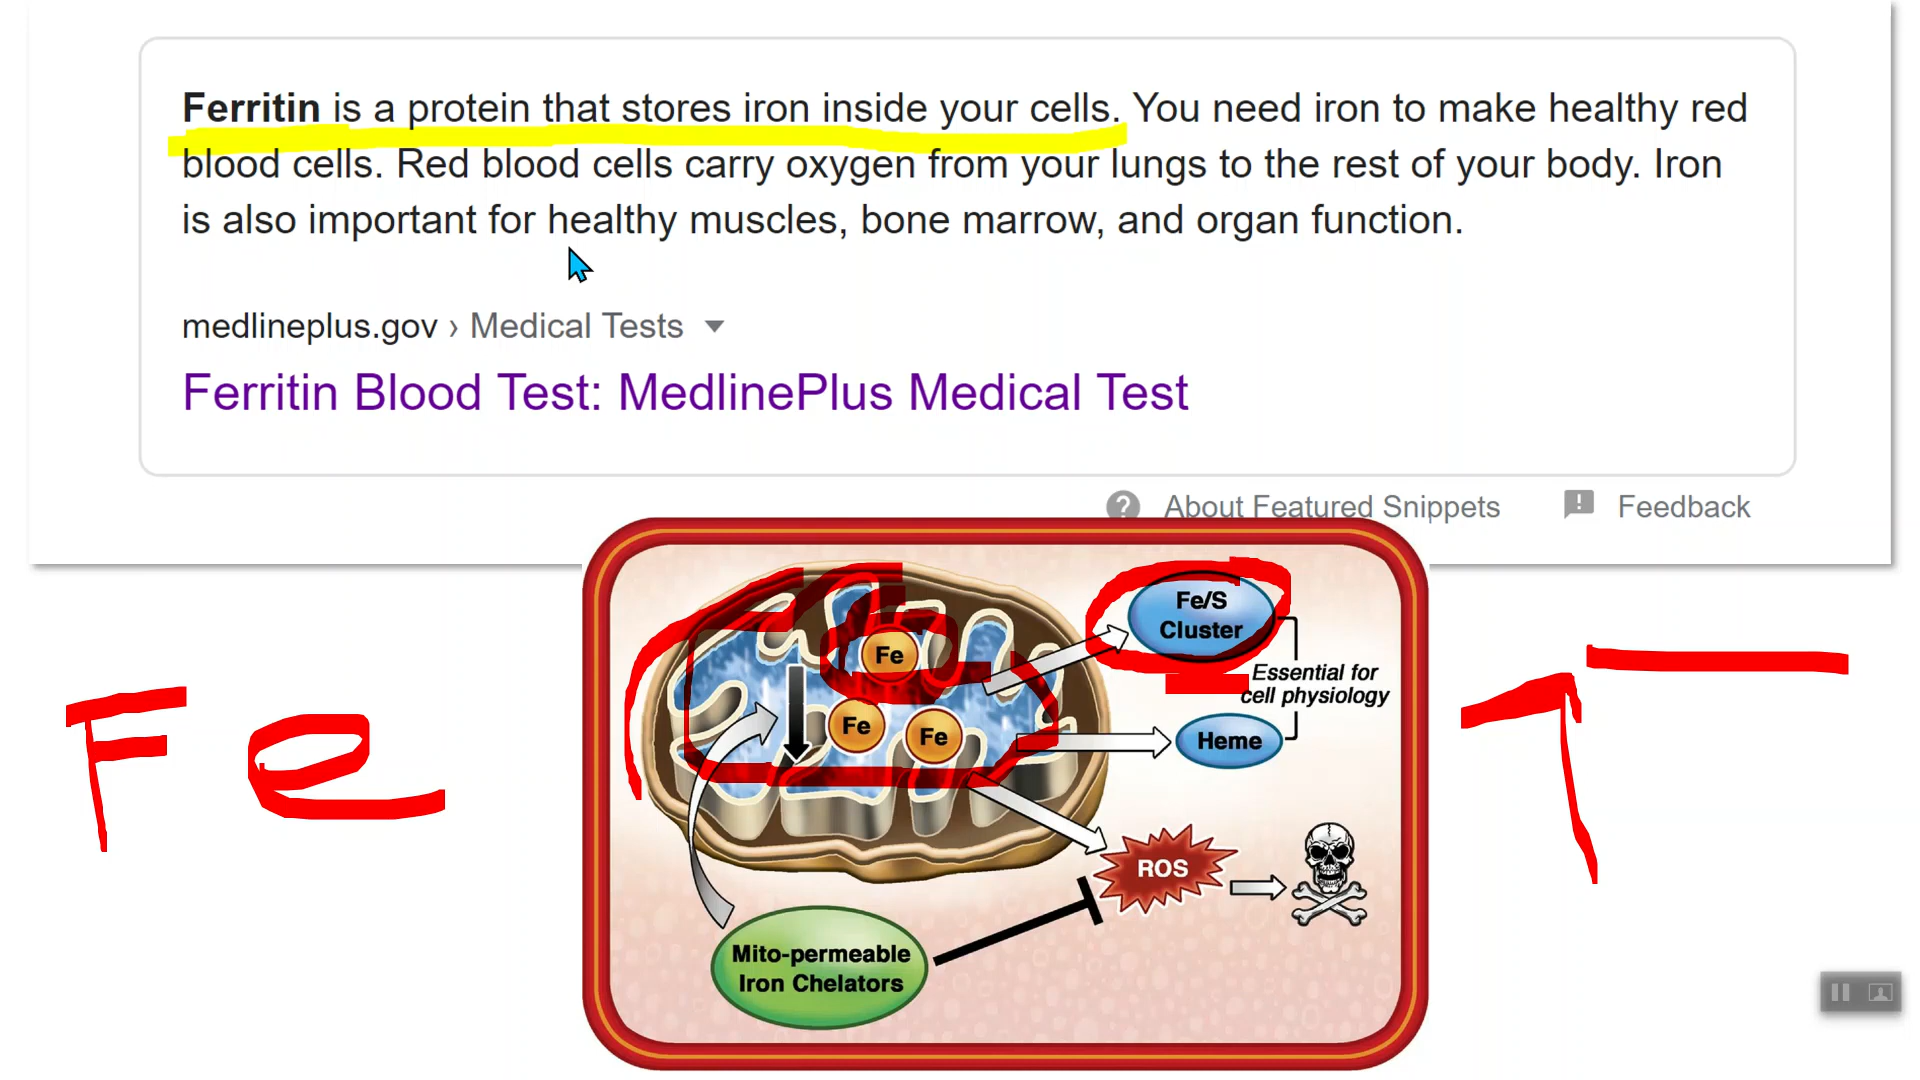 Ferritin is a protein that stores iron inside your cells. You need iron to make healthy red
blood cells. Red blood cells carry oxygen from your lungs to the rest of your body. Iron
is also important for healthy muscles, bone marrow, and organ function.
medlineplus.gov › Medical Tests
Ferritin Blood Test: MedlinePlus Medical Test
About Featured Snippets
Feedback
Fe/S
Cluster
Fe
Essential for
cell physiology
Fe
Fe
Heme
Fe
ROS
Mito-permeable
Iron Chelators